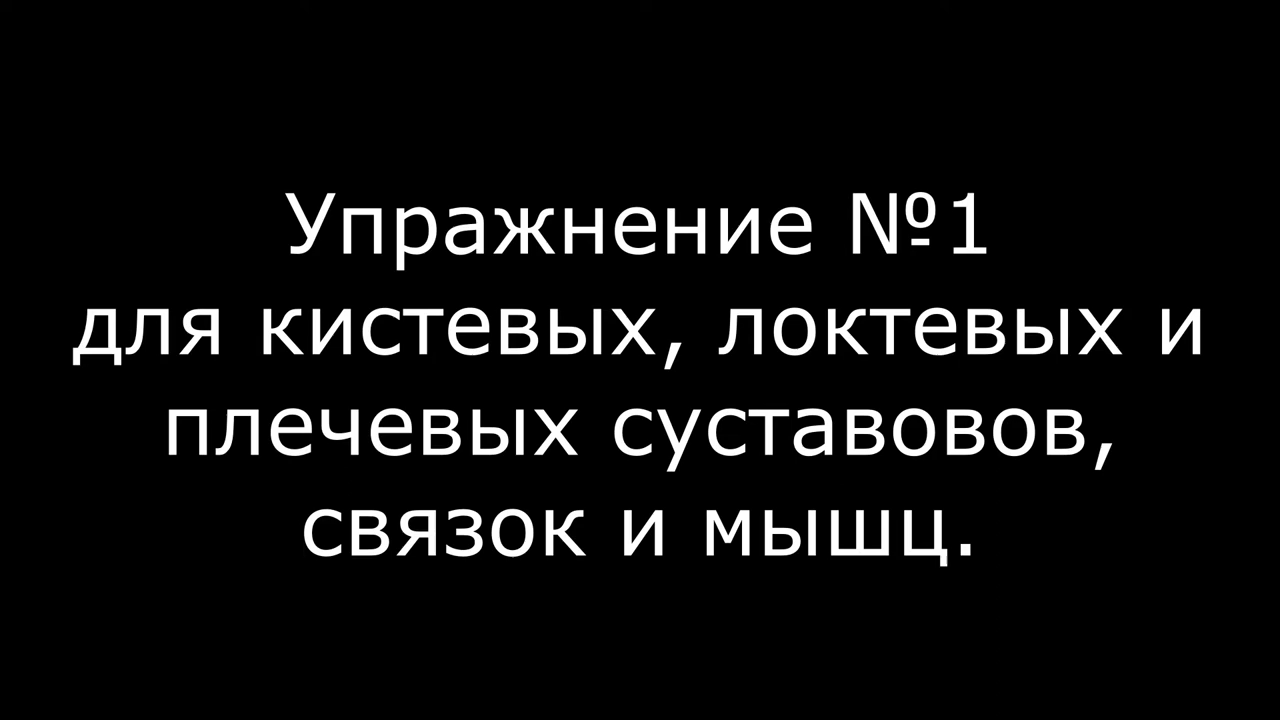 Упражнение №1
для кистевых, локтевых и
плечевых суставовов,
связок и мышц.